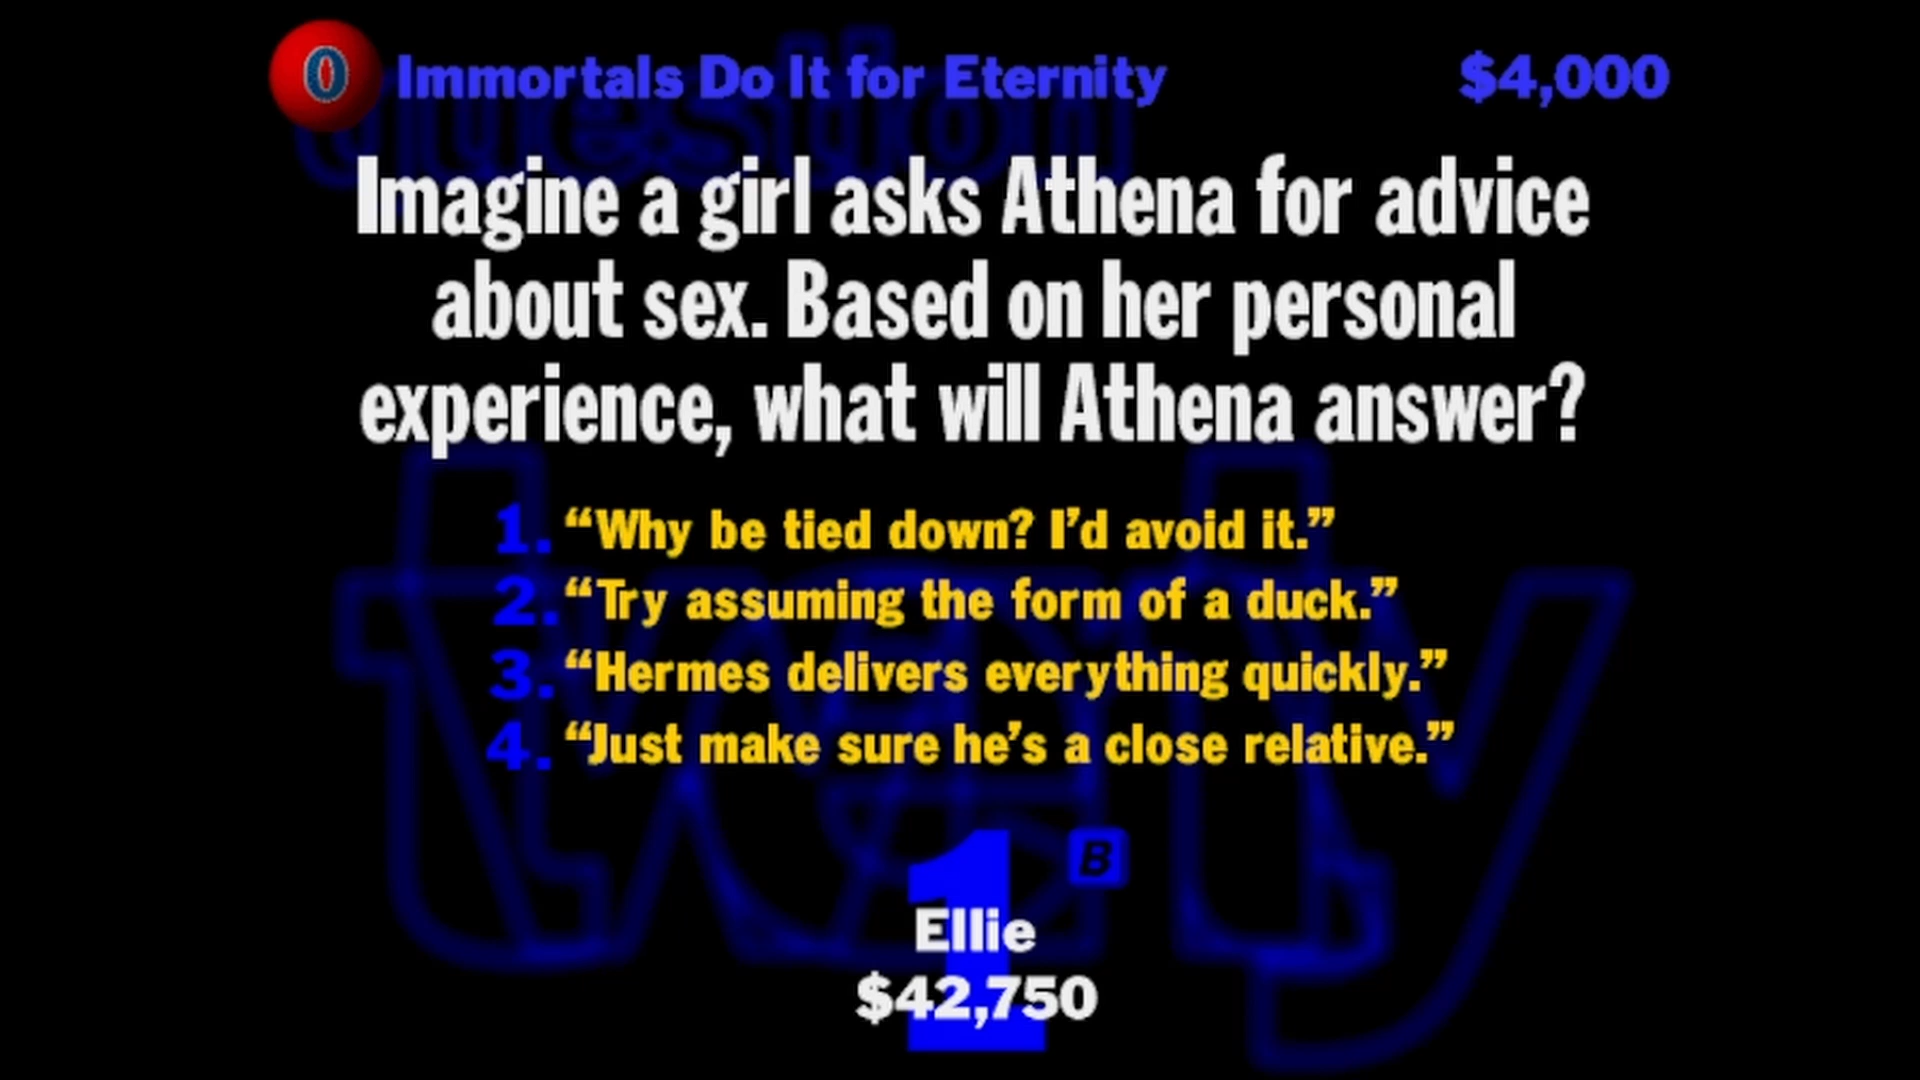 0 Immortals Do It for Eternity $4,000
question
Imagine a girl asks Athena for advice
about sex. Based on her personal
experience, what will Athena answer?
1. “Why be tied down? I’d avoid it.”
2. “Try assuming the form of a duck.”
3. “Hermes delivers everything quickly.”
4. “Just make sure he’s a close relative.”
1 B
Ellie
$42,750